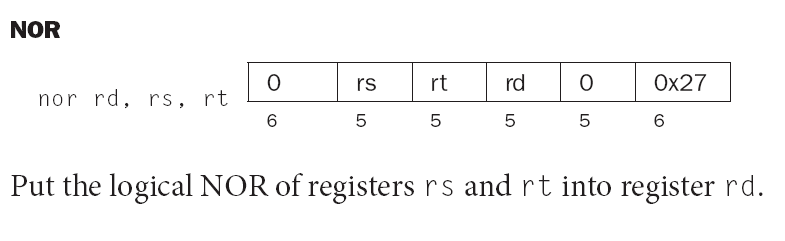 NOR
nor rd, rs, rt 0 rs rt rd 0 0x27
6 5 5 5 5 6
Put the logical NOR of registers rs and rt into register rd.